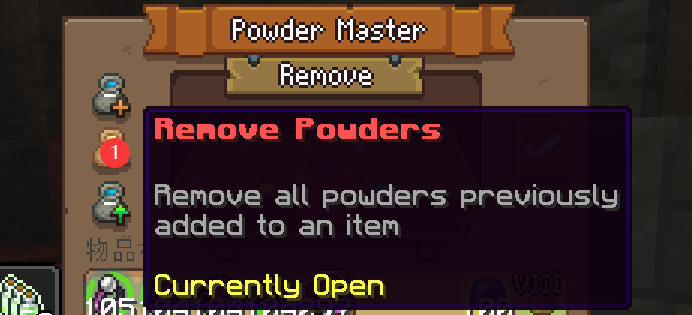 Powder Master
Remove
1
Remove Powders
Remove all powders previously
added to an item
Currently Open
物品
VIII